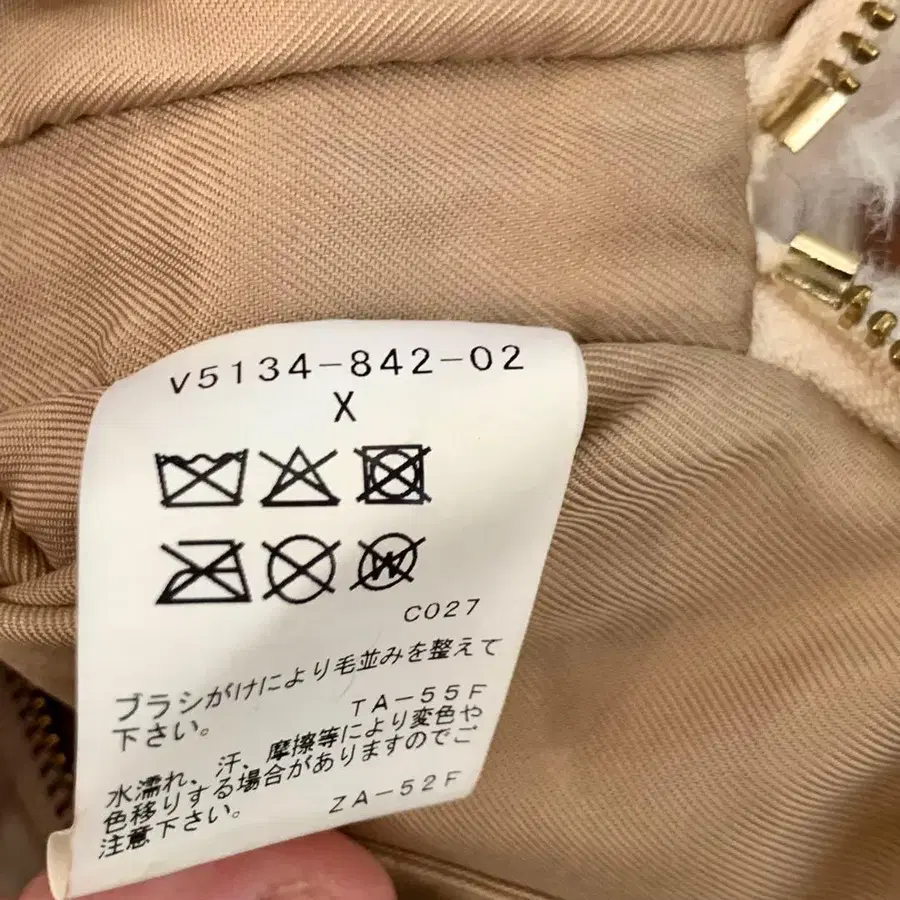 V5134-842-02
X
W
C027
ブラシがけにより毛並みを整えて
下さい。 TA-55F
水濡れ、汗、摩擦等により変色や
色移りする場合がありますのでご
注意下さい。 ZA-52F